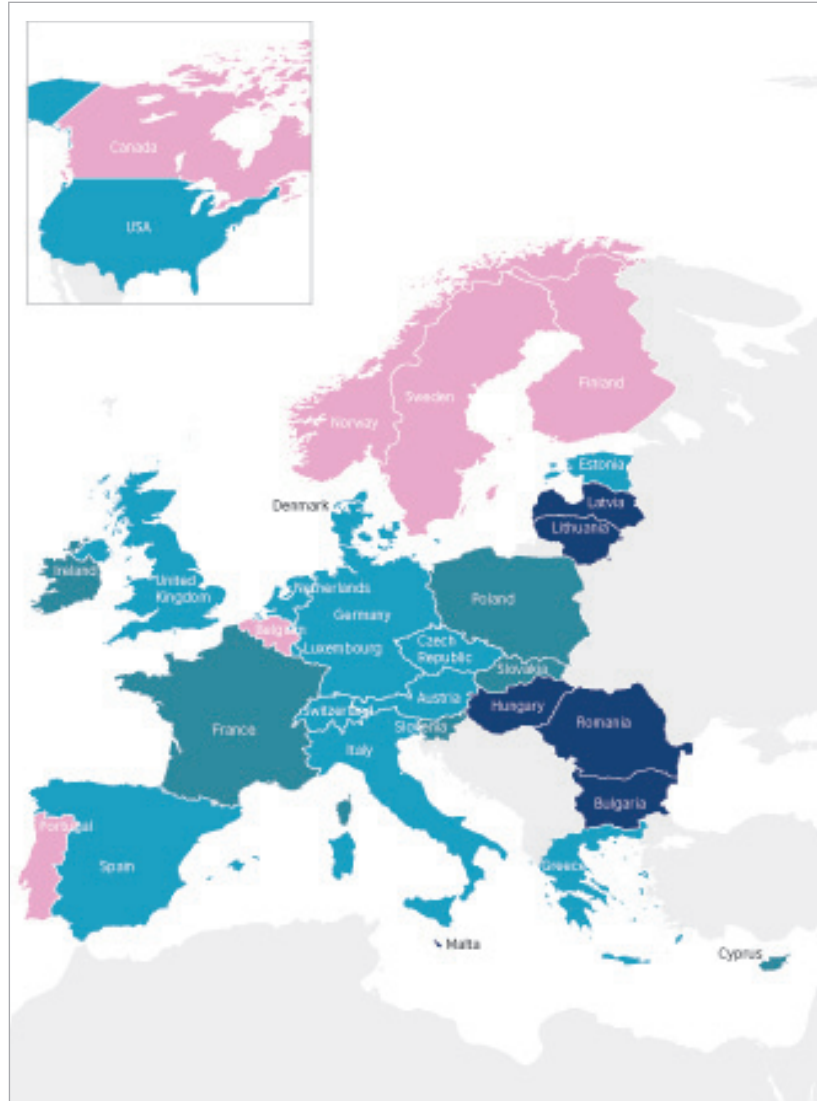 Canada
USA
Norway
Sweden
Finland
Estonia
Latvia
Lithuania
Denmark
Ireland
United
Kingdom
Netherlands
Germany
Poland
Belgium
Luxembourg
Czech
Republic
Slovakia
Austria
Switzerland
Hungary
Slovenia
Romania
France
Italy
Bulgaria
Portugal
Spain
Greece
Malta
Cyprus